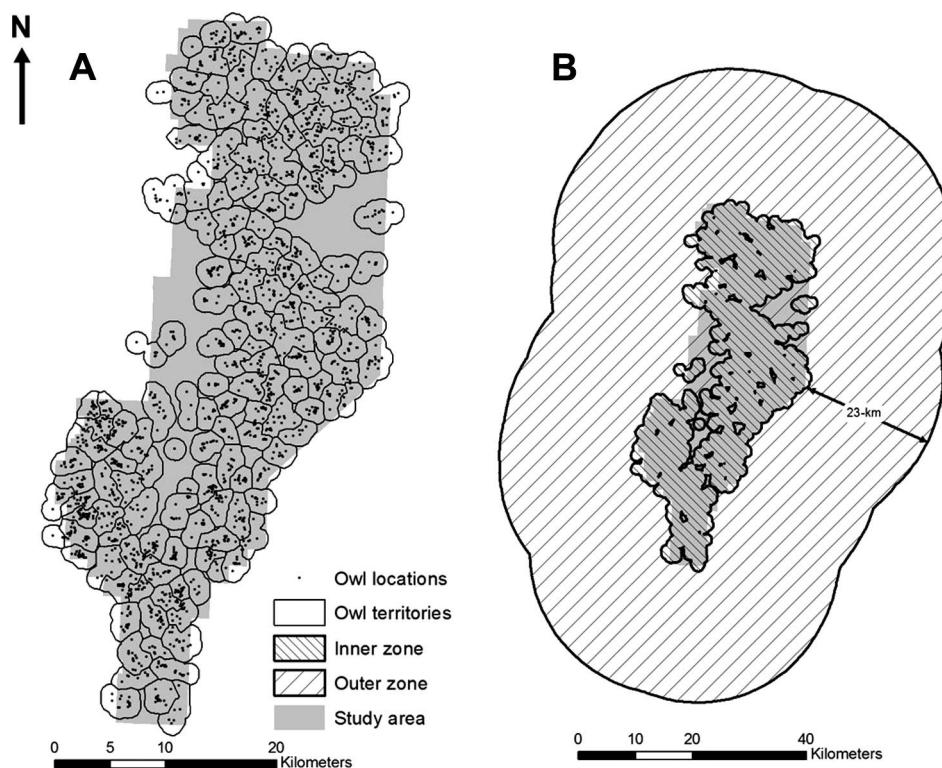 N
A
B
23-km
Owl locations
Owl territories
Inner zone
Outer zone
Study area
0 5 10 20
Kilometers
0 10 20 40
Kilometers